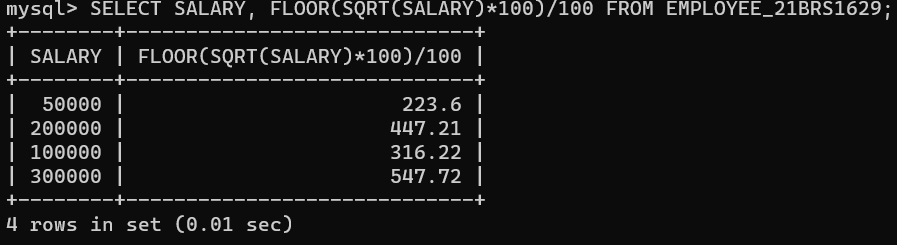 mysql> SELECT SALARY, FLOOR(SQRT(SALARY)*100)/100 FROM EMPLOYEE_21BRS1629;
+--------+-----------------------------+
| SALARY | FLOOR(SQRT(SALARY)*100)/100 |
+--------+-----------------------------+
|  50000 |                       223.6 |
| 200000 |                      447.21 |
| 100000 |                      316.22 |
| 300000 |                      547.72 |
+--------+-----------------------------+
4 rows in set (0.01 sec)